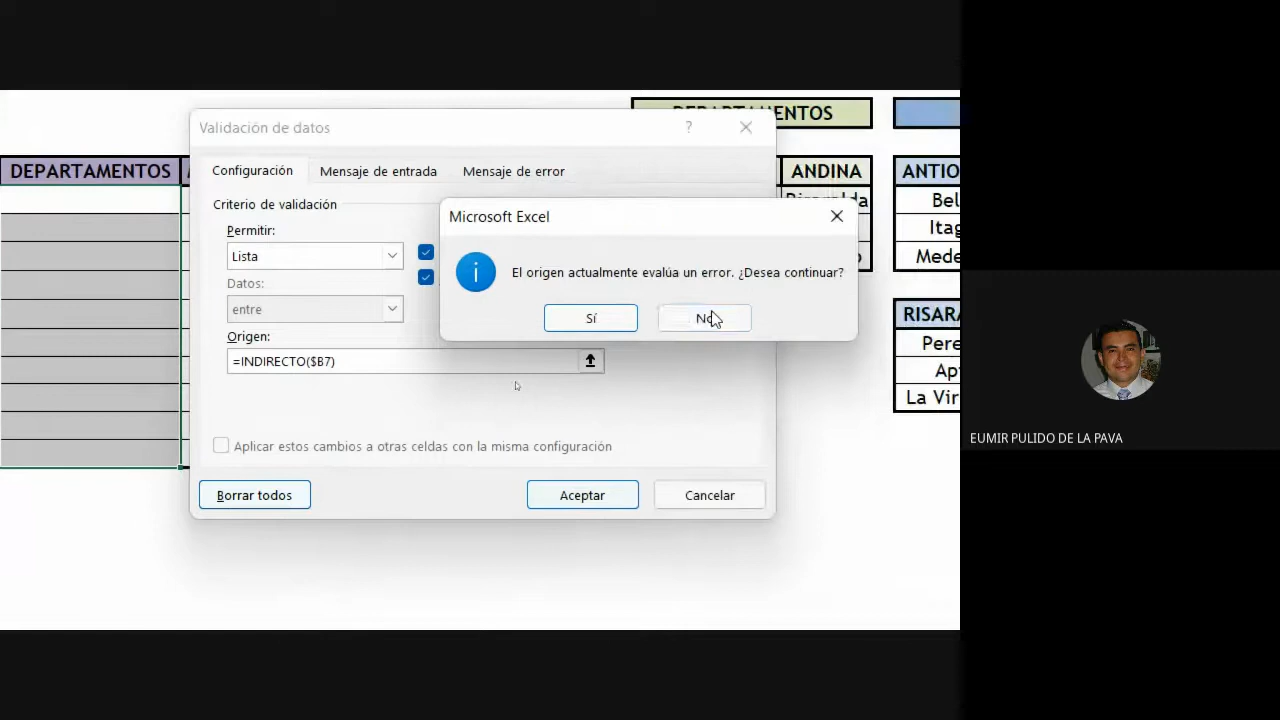 DEPARTAMENTOS
Validación de datos
?
DEPARTAMENTOS
ANDINA
ANTIO
Configuración
Mensaje de entrada
Mensaje de error
Criterio de validación
Bel
Microsoft Excel
Permitir:
Itag
Lista
El origen actualmente evalúa un error. ¿Desea continuar?
Mede
Datos:
entre
Sí
No
RISARA
Origen:
Pere
=INDIRECTO($B7)
Ap
La Vir
EUMIR PULIDO DE LA PAVA
Aplicar estos cambios a otras celdas con la misma configuración
Borrar todos
Aceptar
Cancelar